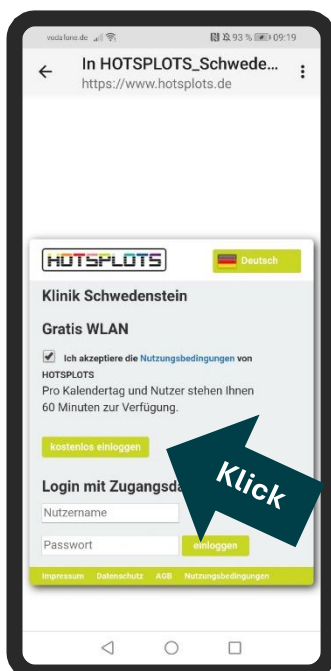 vodafone.de 93 % 09:19
In HOTSPLOTS_Schwede...
https://www.hotsplots.de
HOTSPLOTS
Deutsch
Klinik Schwedenstein
Gratis WLAN
Ich akzeptiere die Nutzungsbedingungen von
HOTSPLOTS
Pro Kalendertag und Nutzer stehen Ihnen
60 Minuten zur Verfügung.
kostenlos einloggen
Klick
Login mit Zugangsda
Nutzername
Passwort
einloggen
Impressum Datenschutz AGB Nutzungsbedingungen